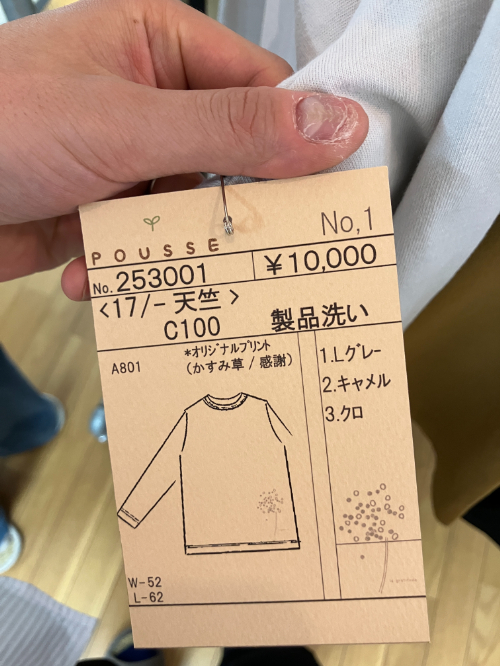 No,1
POUSSE
No. 253001
¥10,000
<17/- 天竺 >
C100
製品洗い
A801
*オリジナルプリント
(かすみ草 / 感謝)
1.Lグレー
2.キャメル
3.クロ
W-52
L-62